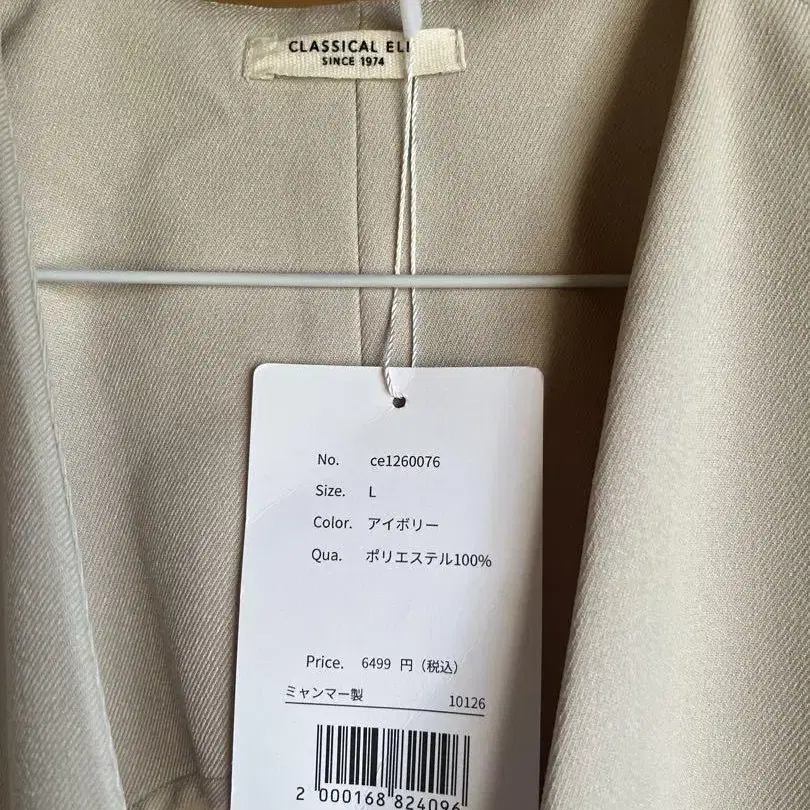 CLASSICAL
SINCE 1974
No. ce1260076
Size. L
Color. アイボリー
Qua. ポリエステル100%
Price. 6499 円（税込）
ミャンマー製 10126
2 000168 824096